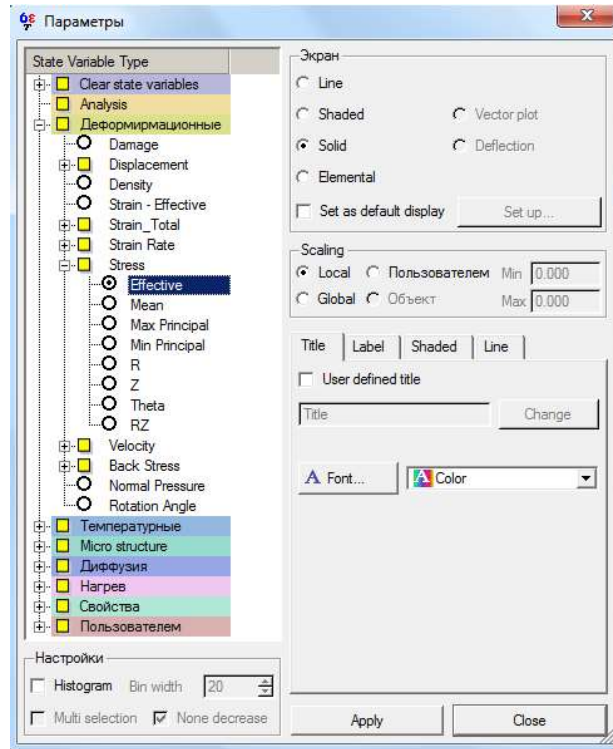 Параметры
State Variable Type
Clear state variables
Analysis
Деформирмационные
Damage
Displacement
Density
Strain - Effective
Strain_Total
Strain Rate
Stress
Effective
Mean
Max Principal
Min Principal
R
Z
Theta
RZ
Velocity
Back Stress
Normal Pressure
Rotation Angle
Температурные
Micro structure
Диффузия
Нагрев
Свойства
Пользователем
Настройки
Histogram Bin width 20
Multi selection None decrease
Экран
Line
Shaded Vector plot
Solid Deflection
Elemental
Set as default display Set up...
Scaling
Local Пользователем Min 0.000
Global Объект Max 0.000
Title Label Shaded Line
User defined title
Title Change
A Font... A Color
Apply Close